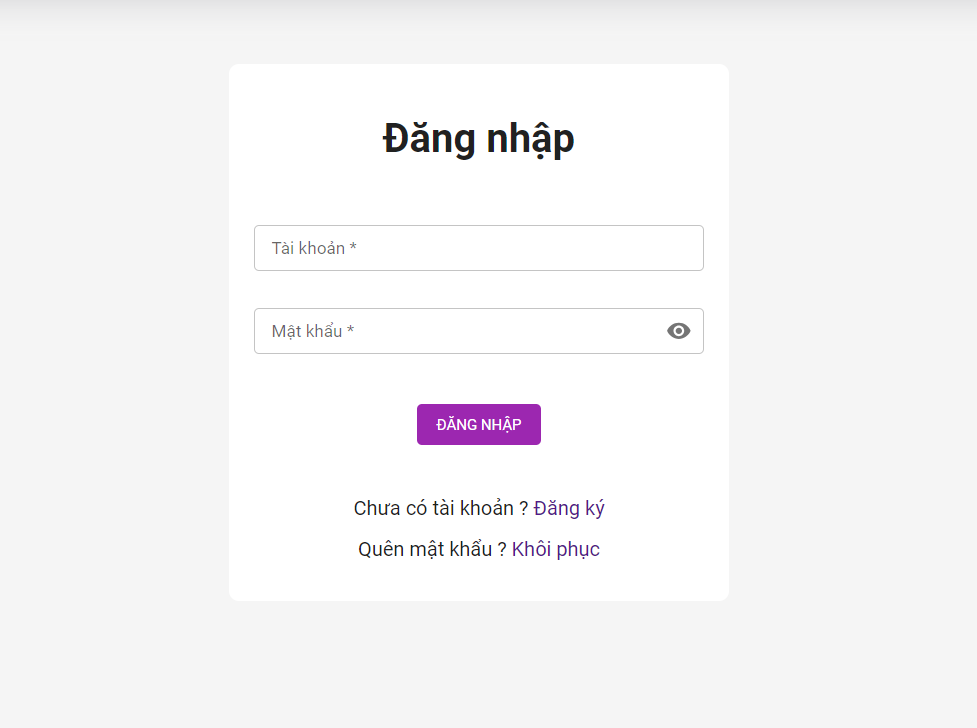 Đăng nhập
Tài khoản *
Mật khẩu *
ĐĂNG NHẬP
Chưa có tài khoản ? Đăng ký
Quên mật khẩu ? Khôi phục